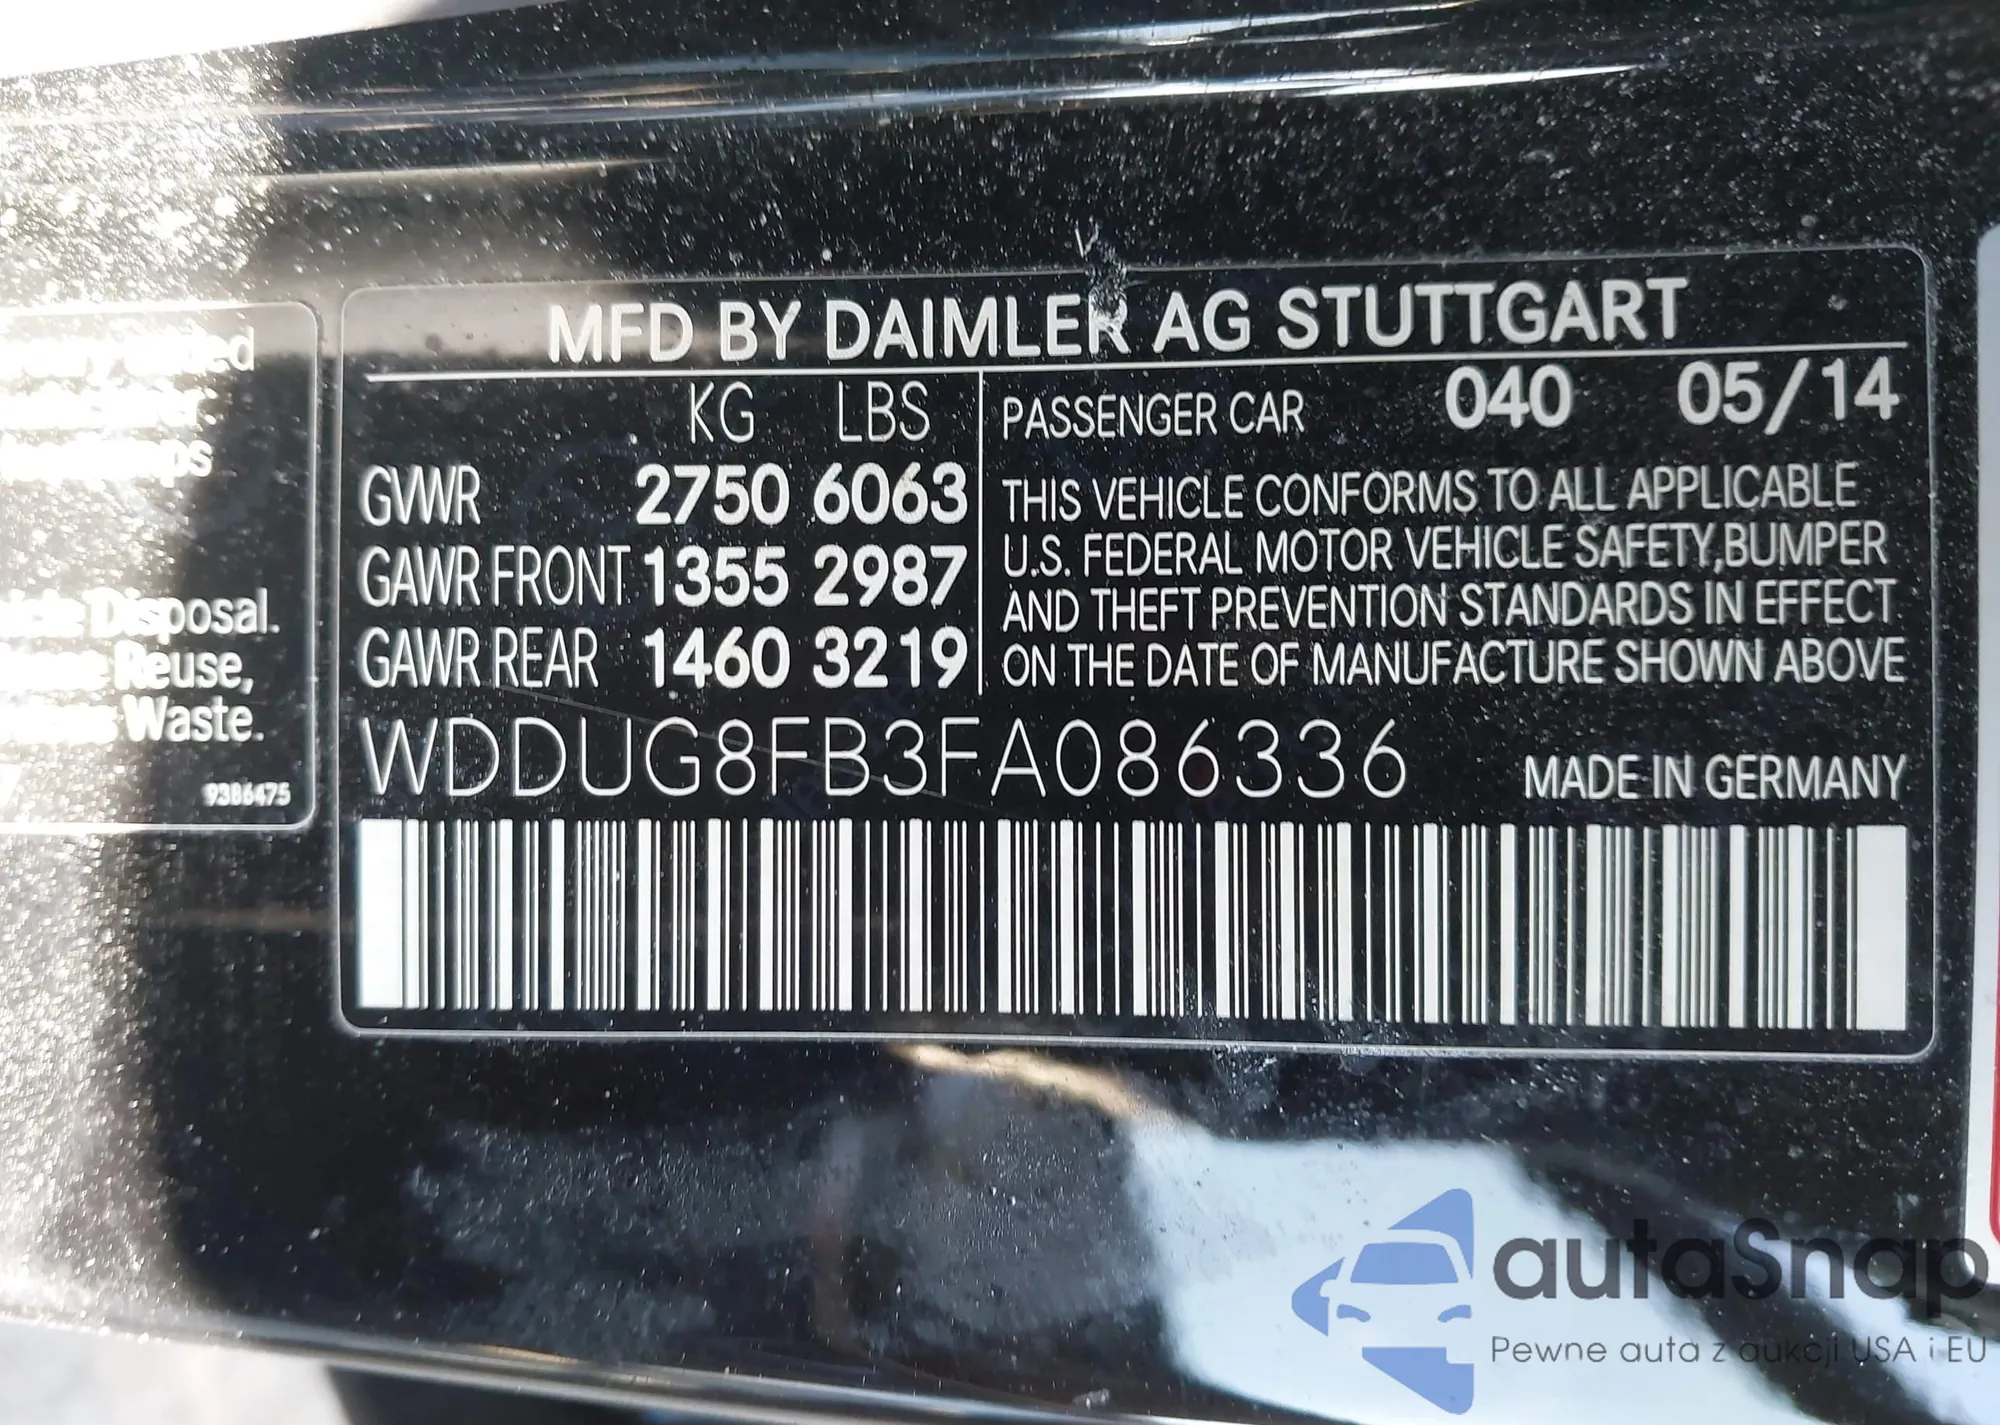 MFD BY DAIMLER AG STUTTGART
KG LBS
GVWR 2750 6063
GAWR FRONT 1355 2987
GAWR REAR 1460 3219
PASSENGER CAR 040 05/14
THIS VEHICLE CONFORMS TO ALL APPLICABLE
U.S. FEDERAL MOTOR VEHICLE SAFETY,BUMPER
AND THEFT PREVENTION STANDARDS IN EFFECT
ON THE DATE OF MANUFACTURE SHOWN ABOVE
WDDUG8FB3FA086336
MADE IN GERMANY
Disposal.
Reuse,
Waste.
9386475
autaSnap
Pewne auta z aukcji USA i EU